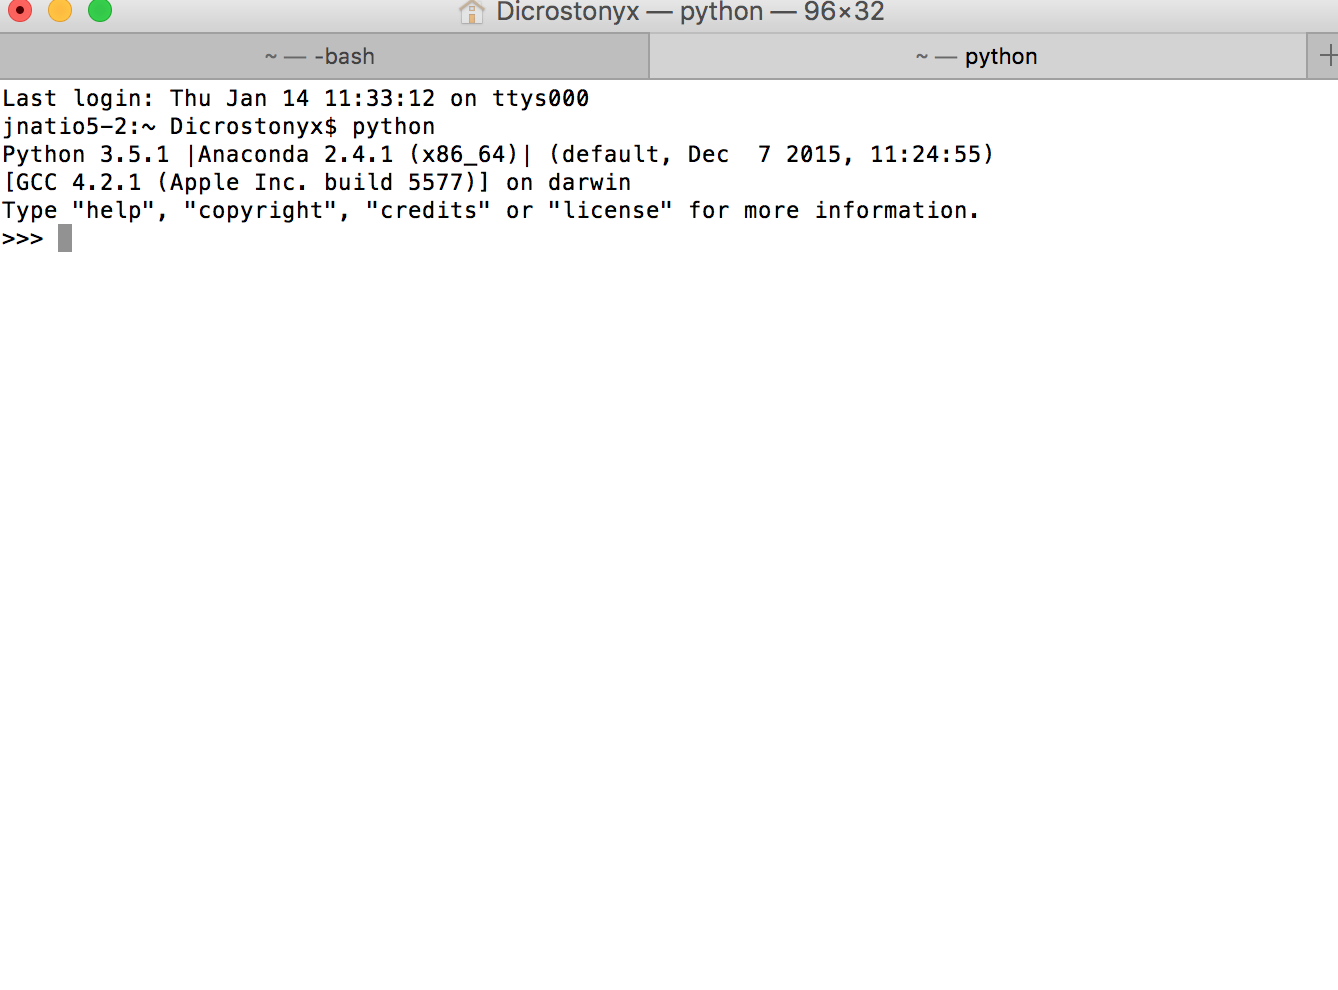 Dicrostonyx — python — 96×32
~ — -bash
~ — python
Last login: Thu Jan 14 11:33:12 on ttys000
jnatio5-2:~ Dicrostonyx$ python
Python 3.5.1 |Anaconda 2.4.1 (x86_64)| (default, Dec  7 2015, 11:24:55)
[GCC 4.2.1 (Apple Inc. build 5577)] on darwin
Type "help", "copyright", "credits" or "license" for more information.
>>>